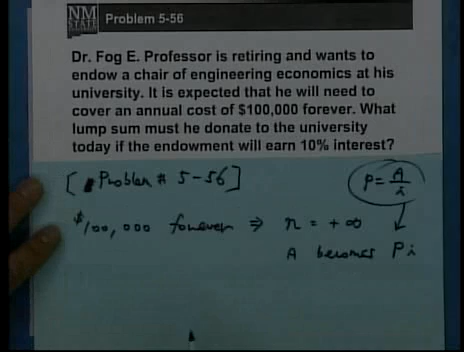 NM
STATE
Problem 5-56
Dr. Fog E. Professor is retiring and wants to
endow a chair of engineering economics at his
university. It is expected that he will need to
cover an annual cost of $100,000 forever. What
lump sum must he donate to the university
today if the endowment will earn 10% interest?
[ Problem # 5-56 ]
P = A/i
$100,000 forever ⇒ n = +∞
A becomes Pi